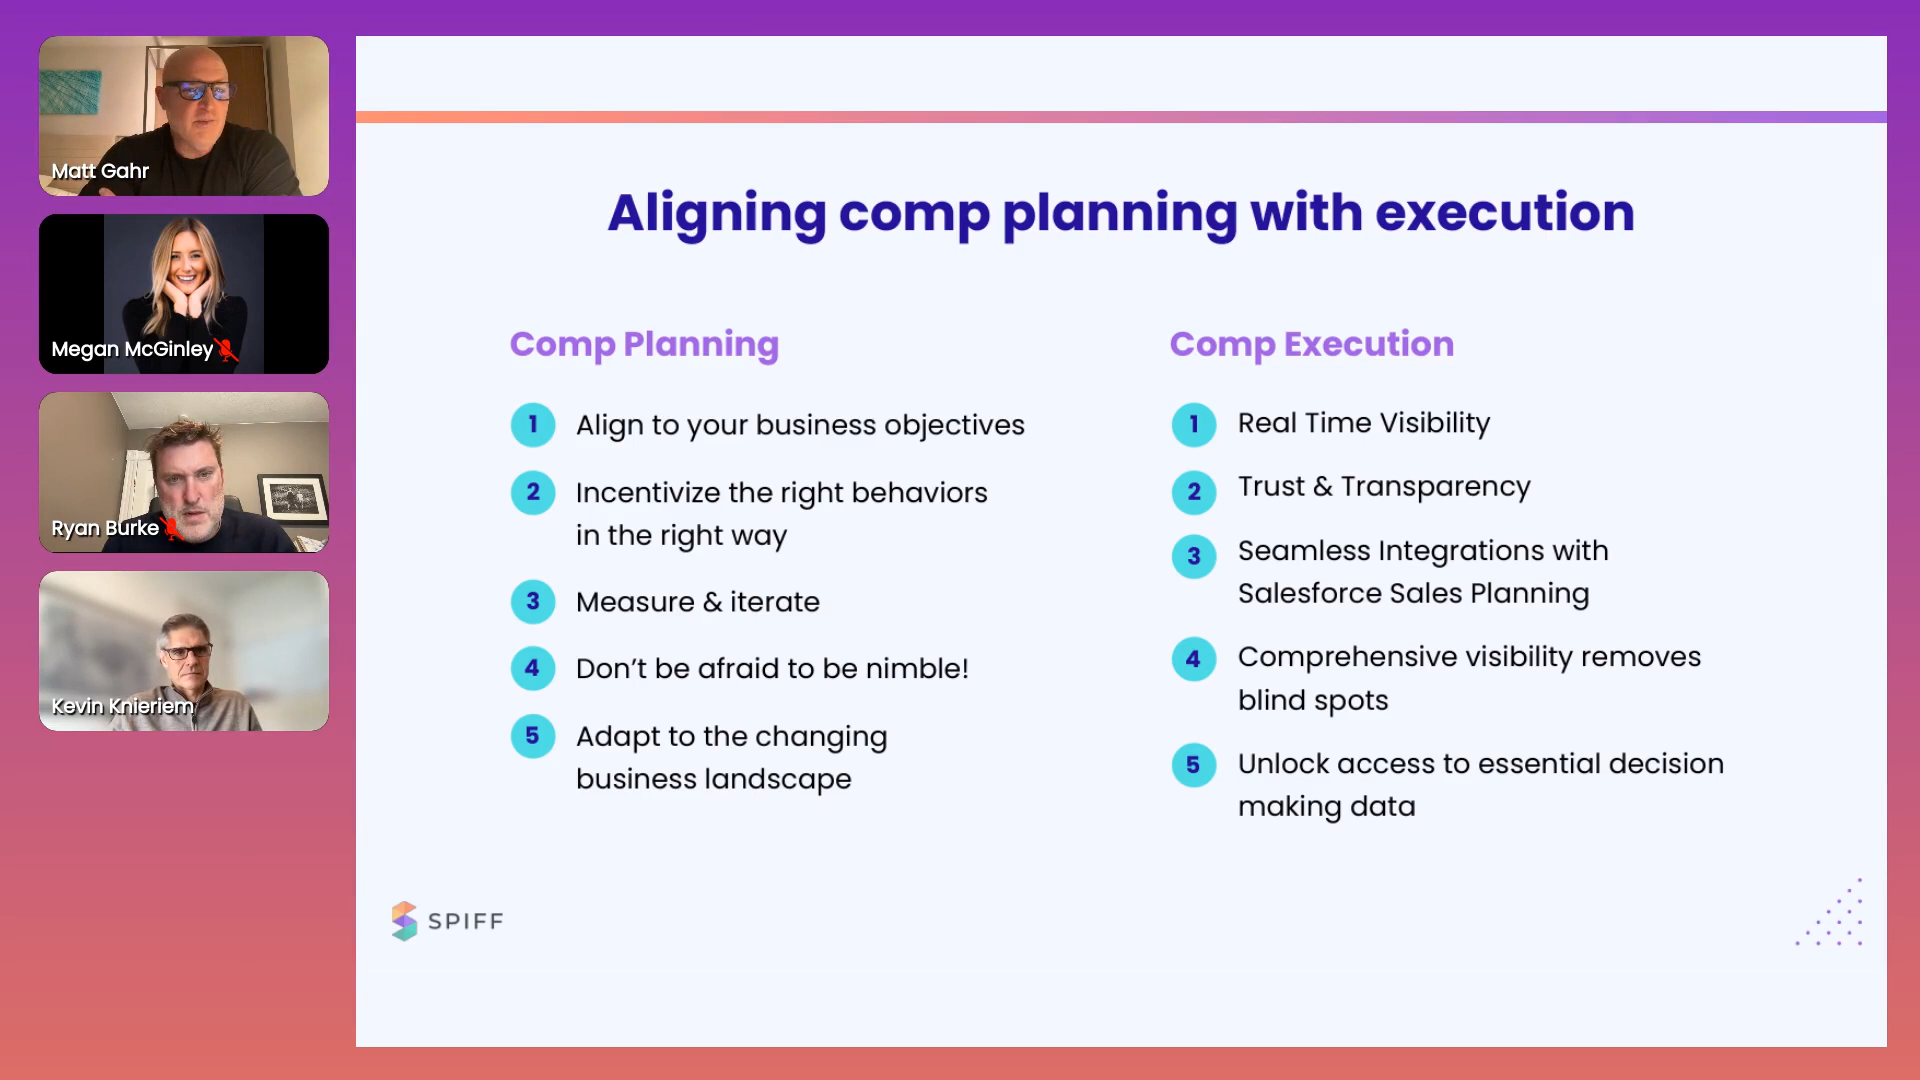 Matt Gahr
Megan McGinley
Ryan Burke
Kevin Knieriem
Aligning comp planning with execution
Comp Planning
1 Align to your business objectives
2 Incentivize the right behaviors
in the right way
3 Measure & iterate
4 Don’t be afraid to be nimble!
5 Adapt to the changing
business landscape
Comp Execution
1 Real Time Visibility
2 Trust & Transparency
3 Seamless Integrations with
Salesforce Sales Planning
4 Comprehensive visibility removes
blind spots
5 Unlock access to essential decision
making data
SPIFF